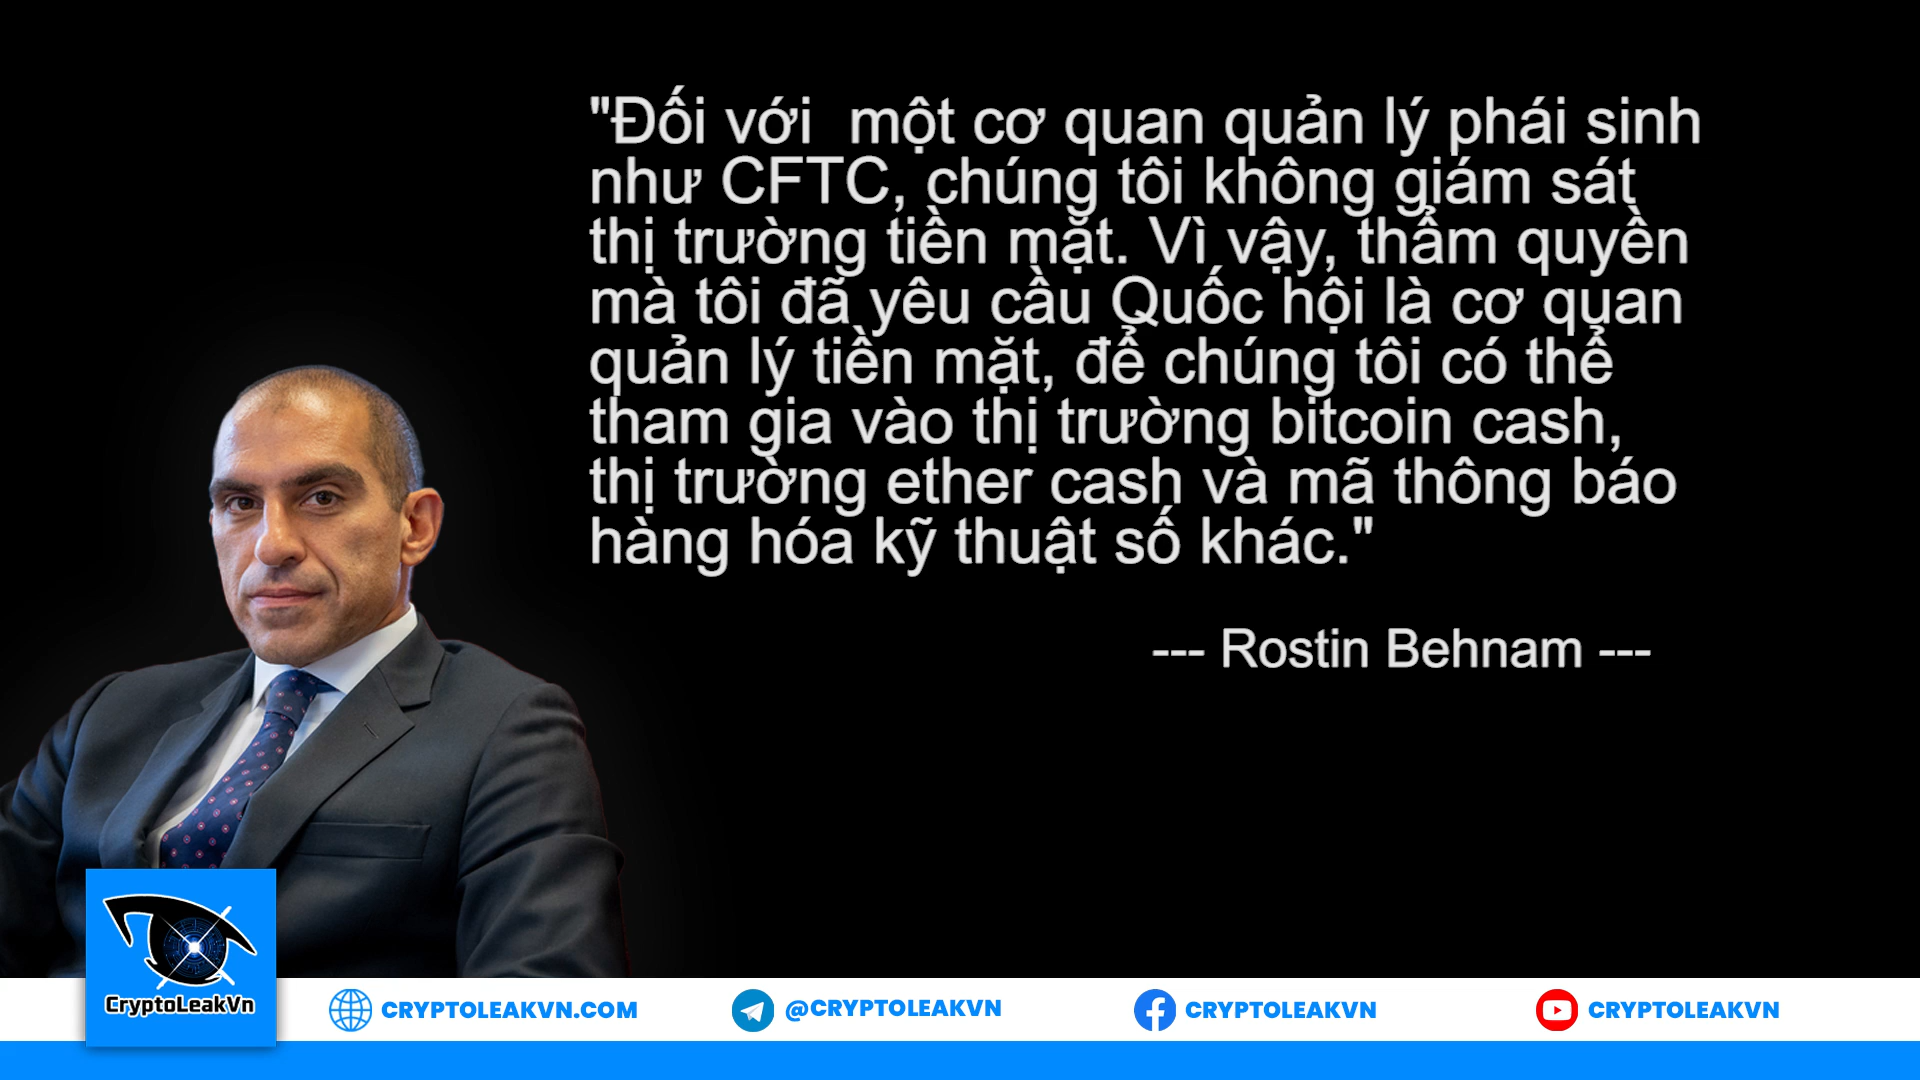 "Đối với  một cơ quan quản lý phái sinh
như CFTC, chúng tôi không giám sát
thị trường tiền mặt. Vì vậy, thẩm quyền
mà tôi đã yêu cầu Quốc hội là cơ quan
quản lý tiền mặt, để chúng tôi có thể
tham gia vào thị trường bitcoin cash,
thị trường ether cash và mã thông báo
hàng hóa kỹ thuật số khác."
--- Rostin Behnam ---
CryptoLeakVn
CRYPTOLEAKVN.COM
@CRYPTOLEAKVN
CRYPTOLEAKVN
CRYPTOLEAKVN